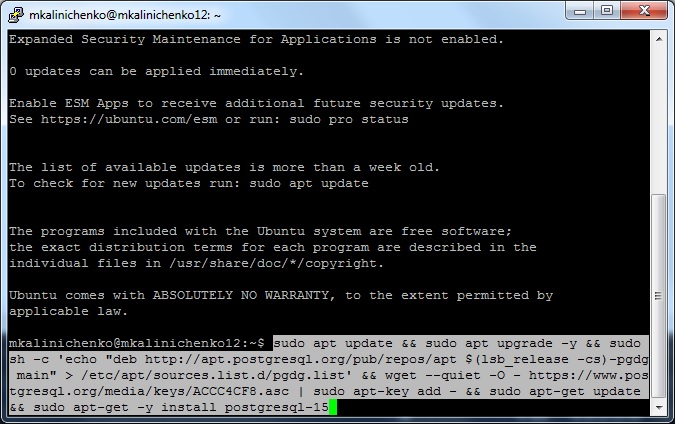 mkalinichenko@mkalinichenko12: ~
Expanded Security Maintenance for Applications is not enabled.
0 updates can be applied immediately.
Enable ESM Apps to receive additional future security updates.
See https://ubuntu.com/esm or run: sudo pro status
The list of available updates is more than a week old.
To check for new updates run: sudo apt update
The programs included with the Ubuntu system are free software;
the exact distribution terms for each program are described in the
individual files in /usr/share/doc/*/copyright.
Ubuntu comes with ABSOLUTELY NO WARRANTY, to the extent permitted by
applicable law.
mkalinichenko@mkalinichenko12:~$ sudo apt update && sudo apt upgrade -y && sudo
sh -c 'echo "deb http://apt.postgresql.org/pub/repos/apt $(lsb_release -cs)-pgdg
 main" > /etc/apt/sources.list.d/pgdg.list' && wget --quiet -O - https://www.pos
tgresql.org/media/keys/ACCC4CF8.asc | sudo apt-key add - && sudo apt-get update
&& sudo apt-get -y install postgresql-15